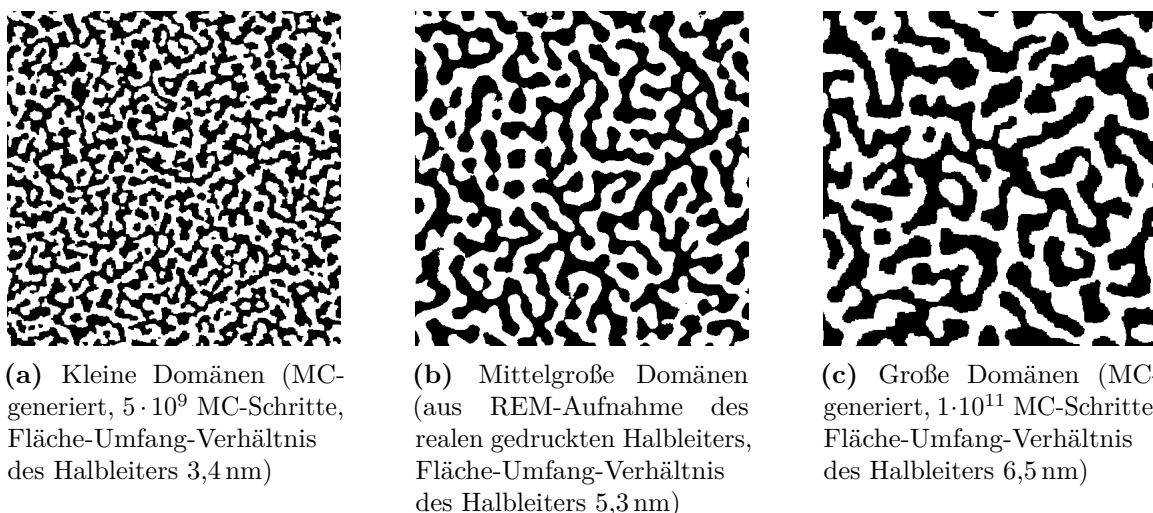 (a) Kleine Domänen (MC-
generiert, 5 · 10⁹ MC-Schritte,
Fläche-Umfang-Verhältnis
des Halbleiters 3,4 nm)
(b) Mittelgroße Domänen
(aus REM-Aufnahme des
realen gedruckten Halbleiters,
Fläche-Umfang-Verhältnis
des Halbleiters 5,3 nm)
(c) Große Domänen (MC-
generiert, 1·10¹¹ MC-Schritte
Fläche-Umfang-Verhältnis
des Halbleiters 6,5 nm)